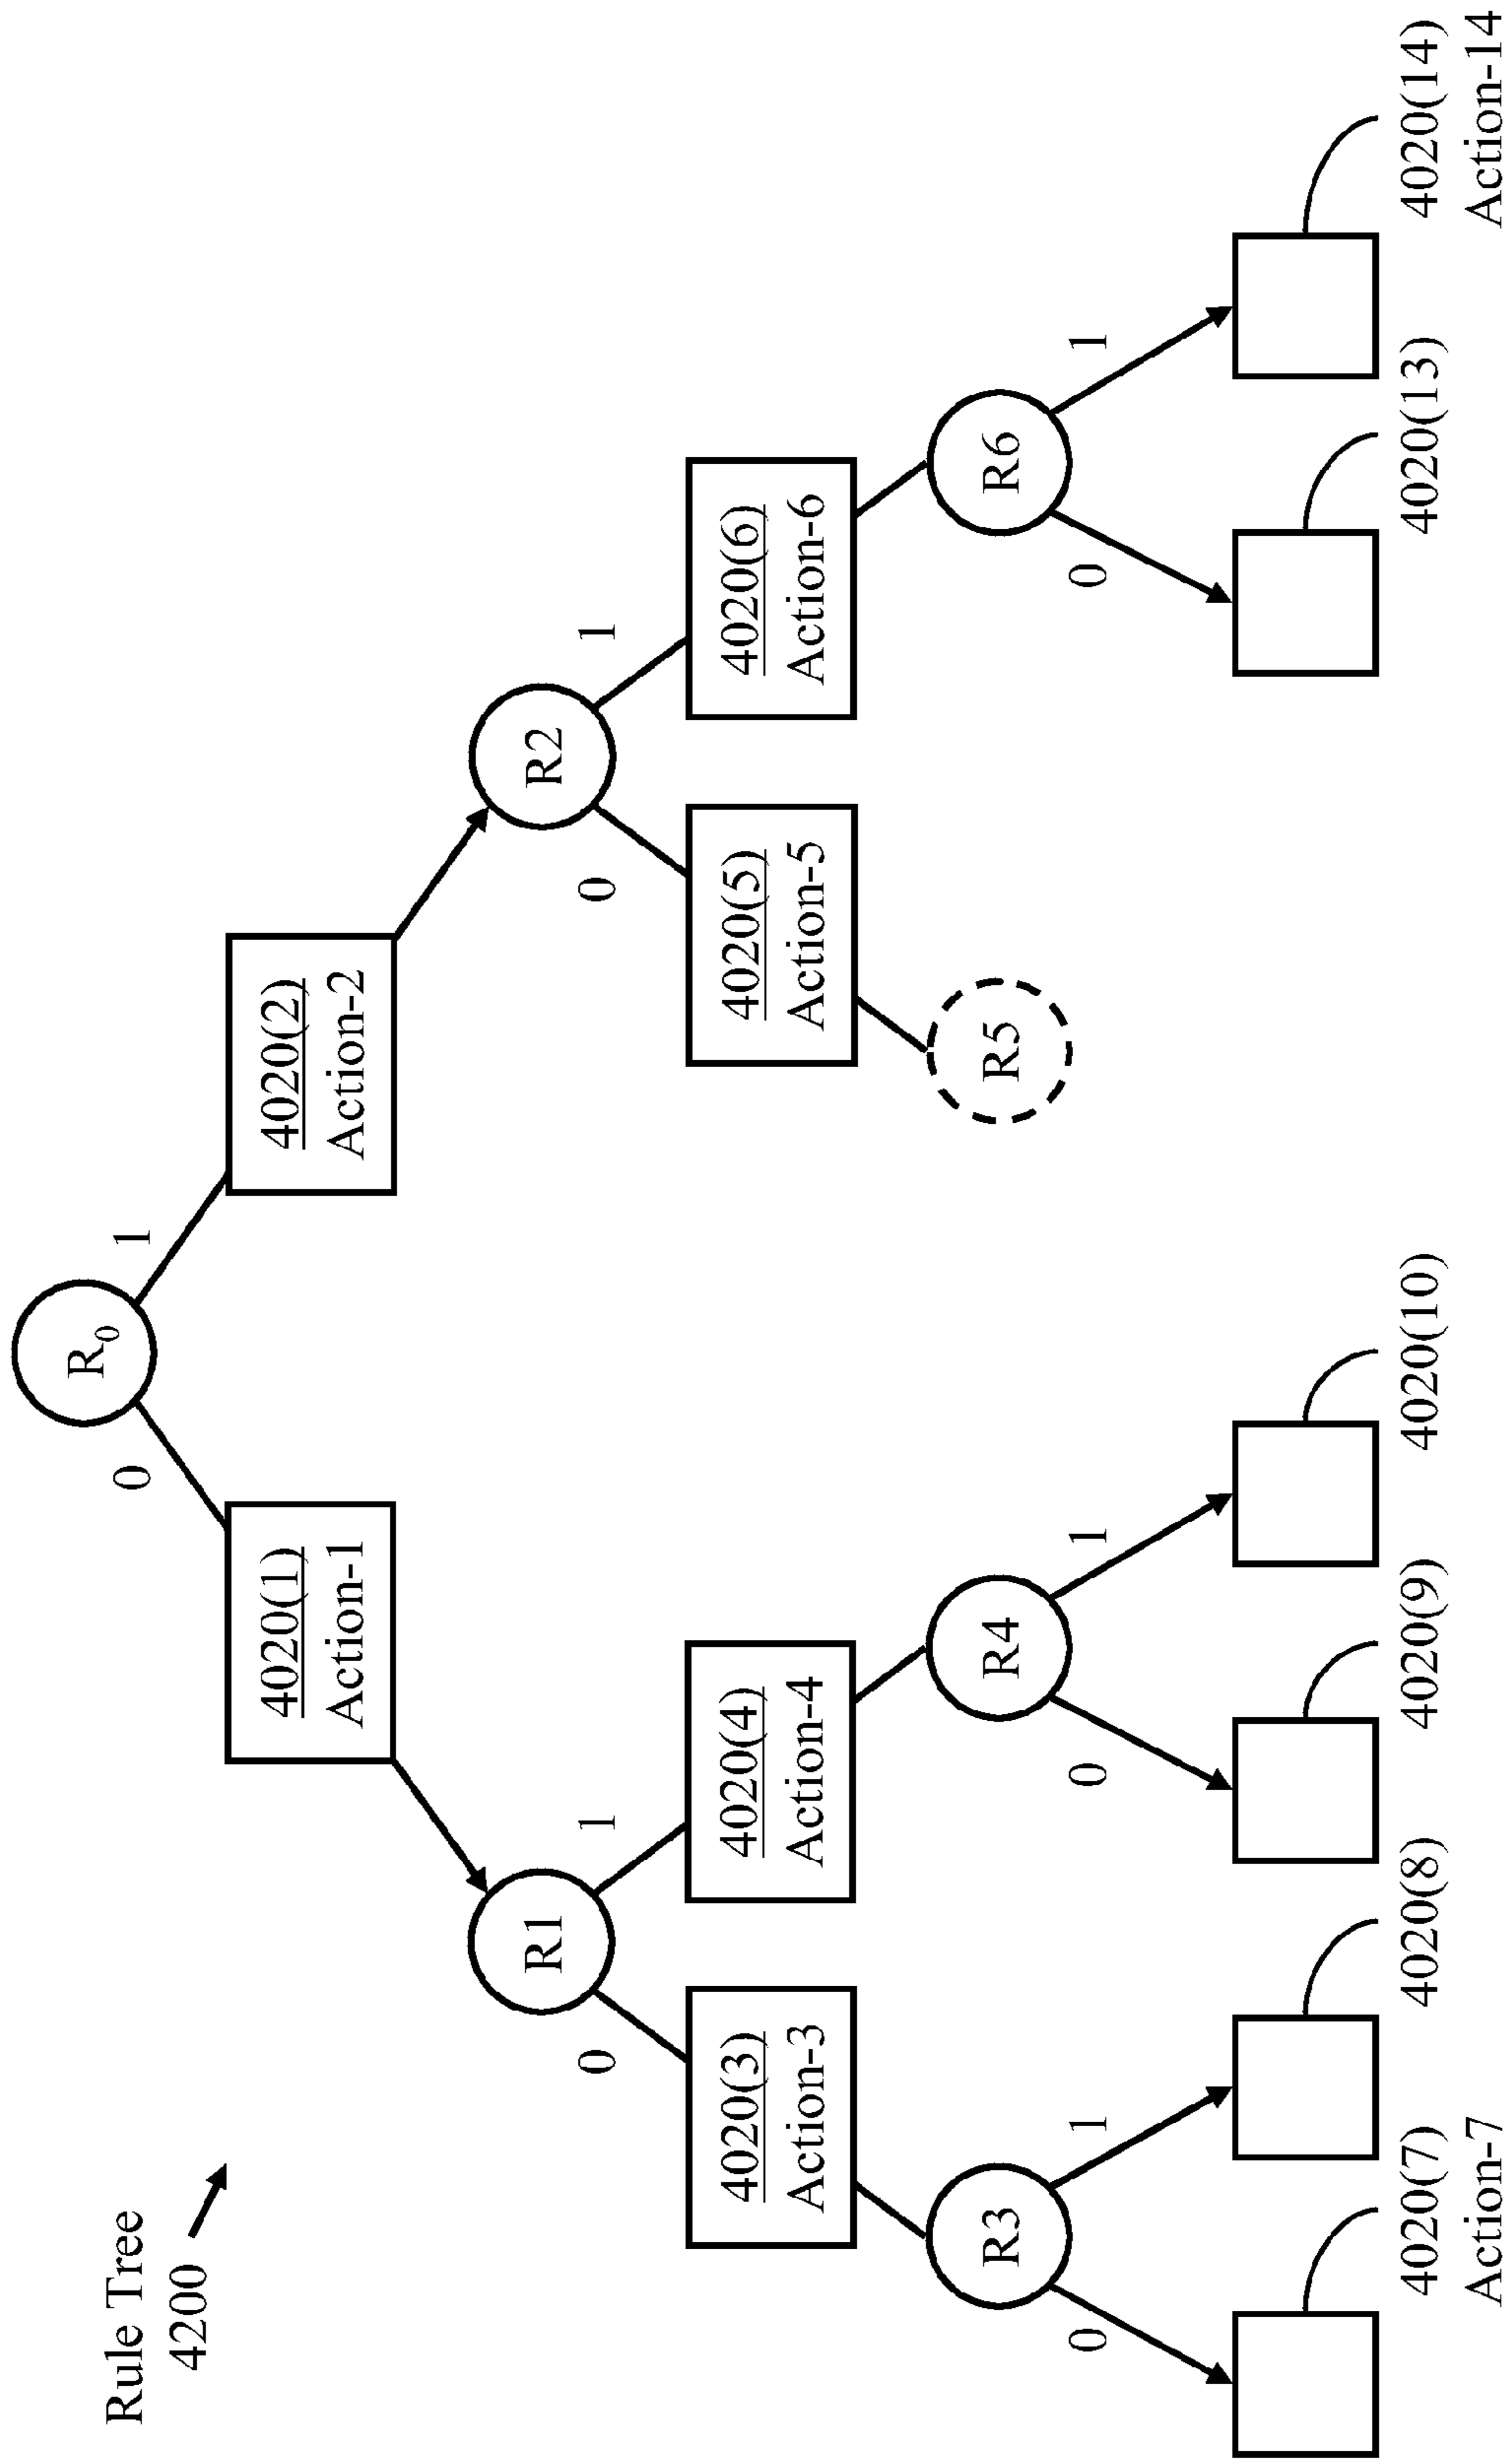 Rule Tree
4200
R0
0
1
4020(1)
Action-1
4020(2)
Action-2
R1
R2
0
1
0
1
4020(3)
Action-3
4020(4)
Action-4
4020(5)
Action-5
4020(6)
Action-6
R3
R4
R5
R6
0
1
0
1
0
1
4020(7)
Action-7
4020(8)
4020(9)
4020(10)
4020(13)
4020(14)
Action-14